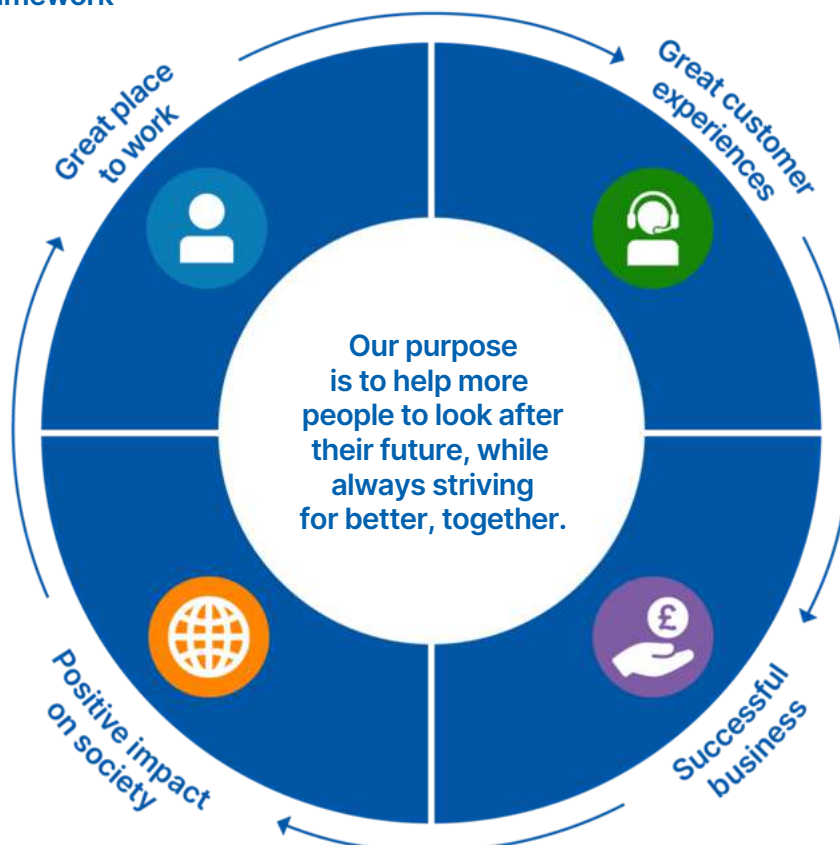 Great place
to work
Great customer
experiences
Our purpose
is to help more
people to look after
their future, while
always striving
for better, together.
£
Positive impact
on society
Successful
business